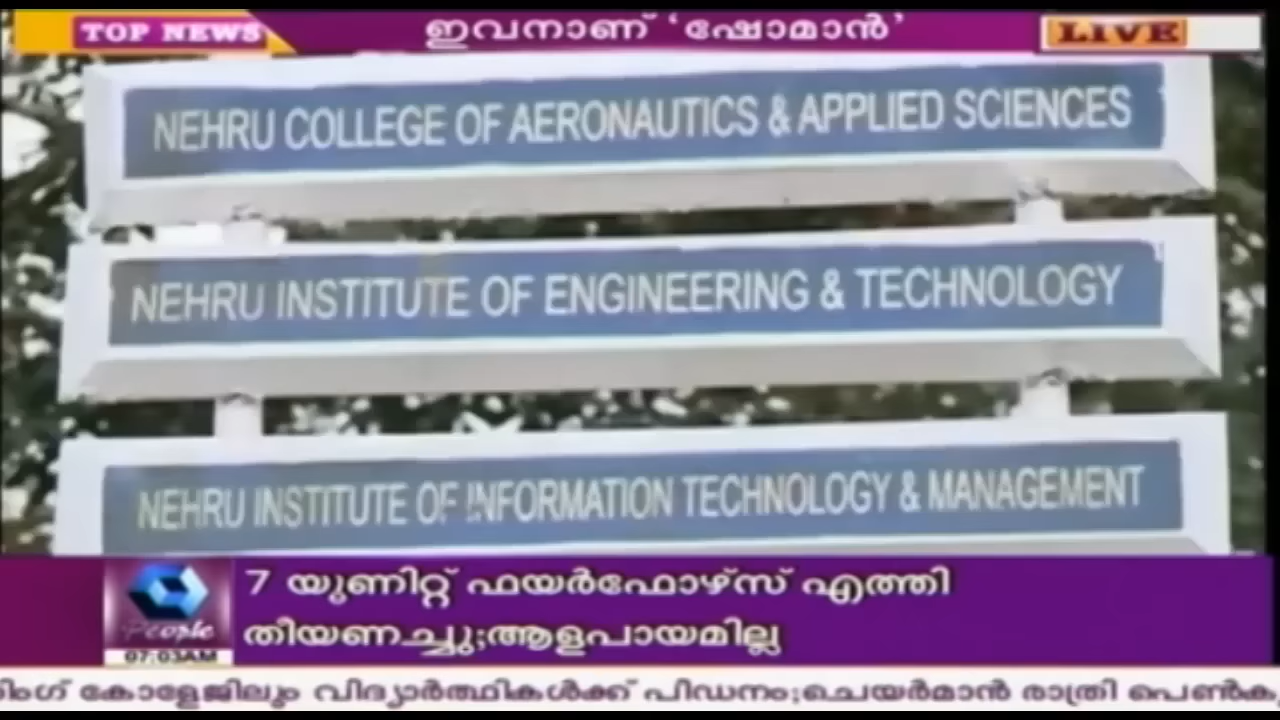 TOP NEWS
ഇവനാണ് ‘ഷോമാൻ’
LIVE
NEHRU COLLEGE OF AERONAUTICS & APPLIED SCIENCES
NEHRU INSTITUTE OF ENGINEERING & TECHNOLOGY
NEHRU INSTITUTE OF INFORMATION TECHNOLOGY & MANAGEMENT
7 യുണിറ്റ് ഫയർഫോഴ്സ് എത്തി
തീയണച്ചു;ആളപായമില്ല
People
07:03AM
കോളേജിലും വിദ്യാർത്ഥികൾക്ക് പീഡനം;ചെയർമാൻ രാത്രി